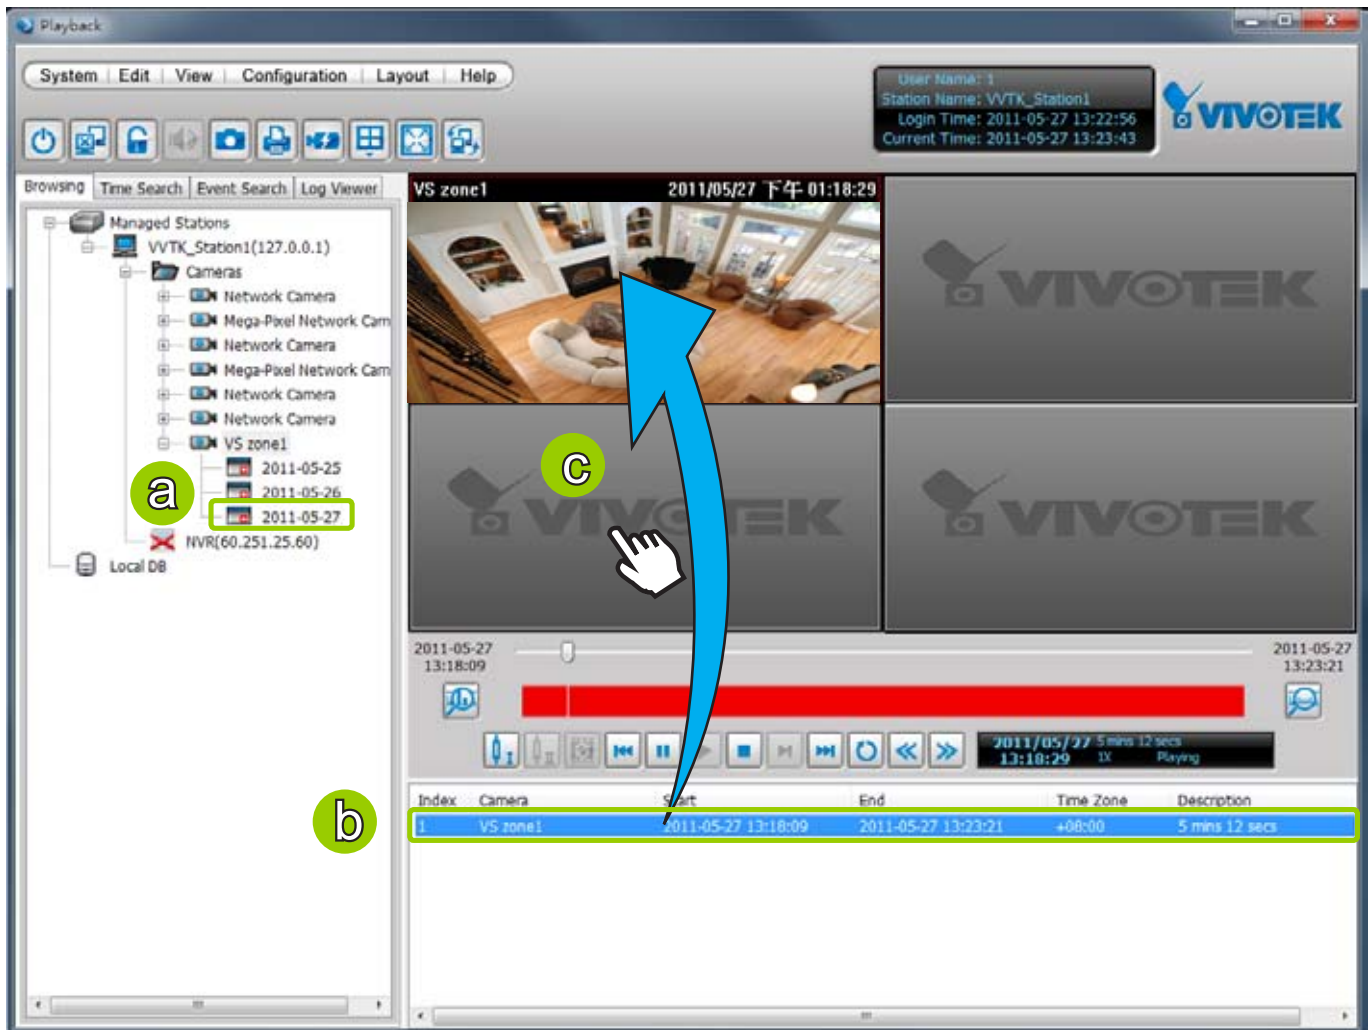 Playback
System Edit View Configuration Layout Help
User Name: 1
Station Name: VVTK_Station1
Login Time: 2011-05-27 13:22:56
Current Time: 2011-05-27 13:23:43
VIVOTEK
Browsing Time Search Event Search Log Viewer
Managed Stations
VVTK_Station1(127.0.0.1)
Cameras
Network Camera
Mega-Pixel Network Cam
Network Camera
Mega-Pixel Network Cam
Network Camera
Network Camera
VS zone1
2011-05-25
2011-05-26
2011-05-27
NVR(60.251.25.60)
Local DB
a
VS zone1 2011/05/27 下午 01:18:29
VIVOTEK
c
VIVOTEK
VIVOTEK
2011-05-27
13:18:09
2011-05-27
13:23:21
2011/05/27 5 mins 12 secs
13:18:29 1X Playing
b
Index Camera Start End Time Zone Description
1 VS zone1 2011-05-27 13:18:09 2011-05-27 13:23:21 +08:00 5 mins 12 secs